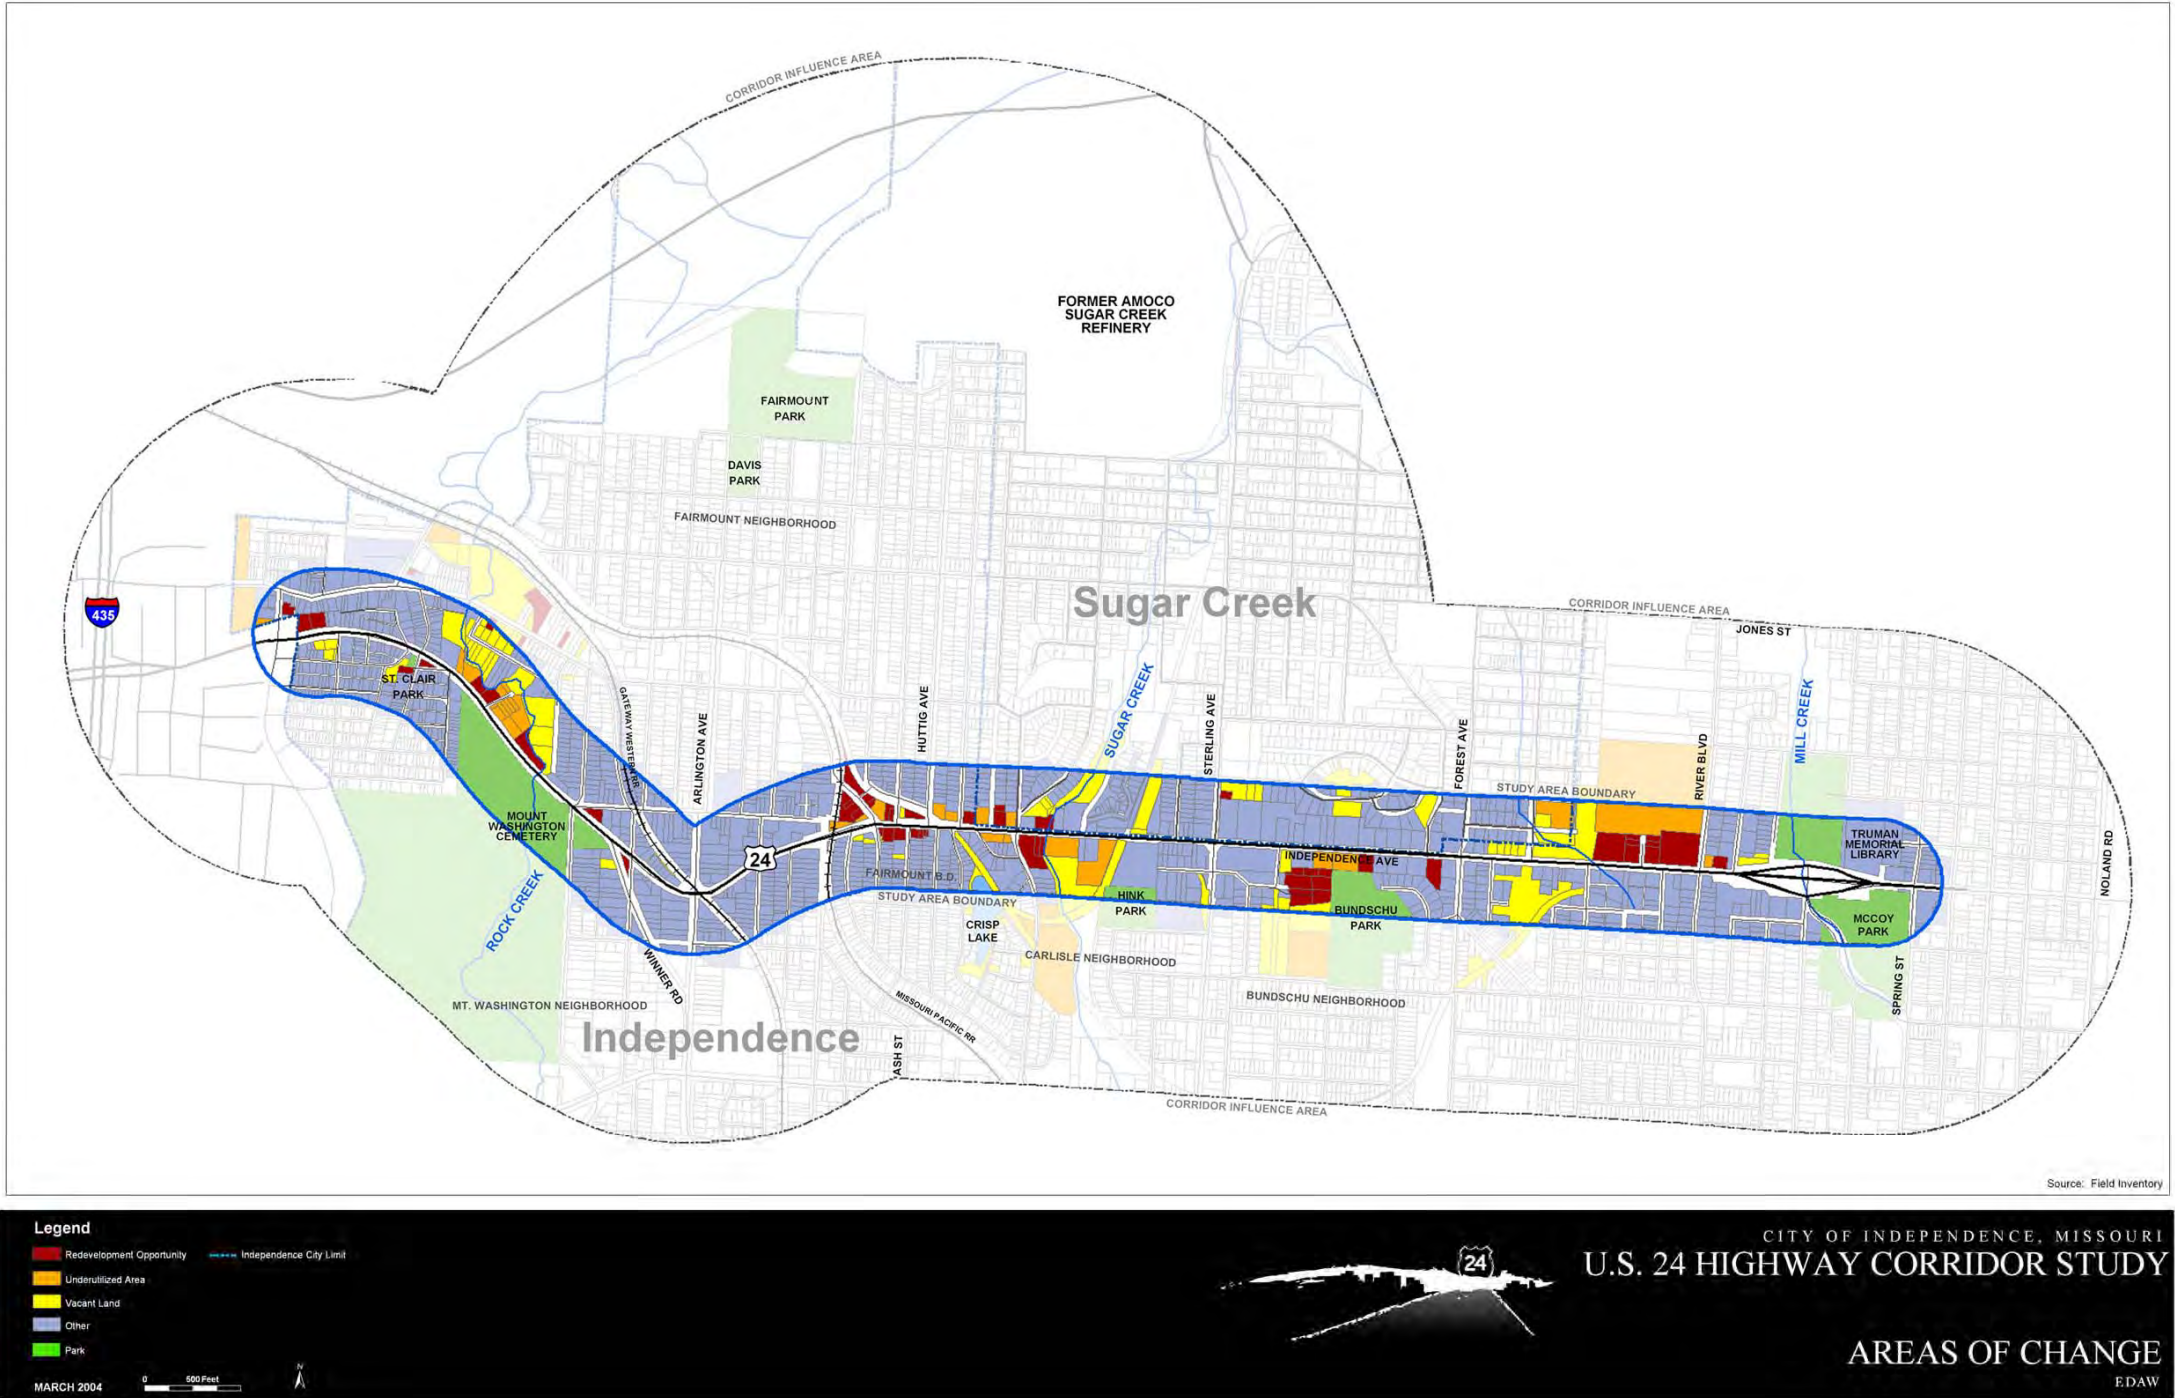 CORRIDOR INFLUENCE AREA
FORMER AMOCO
SUGAR CREEK
REFINERY
FAIRMOUNT
PARK
DAVIS
PARK
FAIRMOUNT NEIGHBORHOOD
Sugar Creek
435
CORRIDOR INFLUENCE AREA
JONES ST
ST. CLAIR
PARK
GATEWAY WESTERN RR
ARLINGTON AVE
HUTTIG AVE
SUGAR CREEK
STERLING AVE
FOREST AVE
RIVER BLVD
MILL CREEK
STUDY AREA BOUNDARY
MOUNT
WASHINGTON
CEMETERY
24
TRUMAN
MEMORIAL
LIBRARY
NOLAND RD
INDEPENDENCE AVE
FAIRMOUNT B.D.
STUDY AREA BOUNDARY
HINK
PARK
BUNDSCHU
PARK
MCCOY
PARK
ROCK CREEK
CRISP
LAKE
CARLISLE NEIGHBORHOOD
WINNER RD
SPRING ST
MT. WASHINGTON NEIGHBORHOOD
BUNDSCHU NEIGHBORHOOD
MISSOURI PACIFIC RR
Independence
ASH ST
CORRIDOR INFLUENCE AREA
Source: Field Inventory
Legend
Redevelopment Opportunity
Independence City Limit
Underutilized Area
Vacant Land
Other
Park
MARCH 2004
0 500 Feet
N
24
CITY OF INDEPENDENCE, MISSOURI
U.S. 24 HIGHWAY CORRIDOR STUDY
AREAS OF CHANGE
EDAW